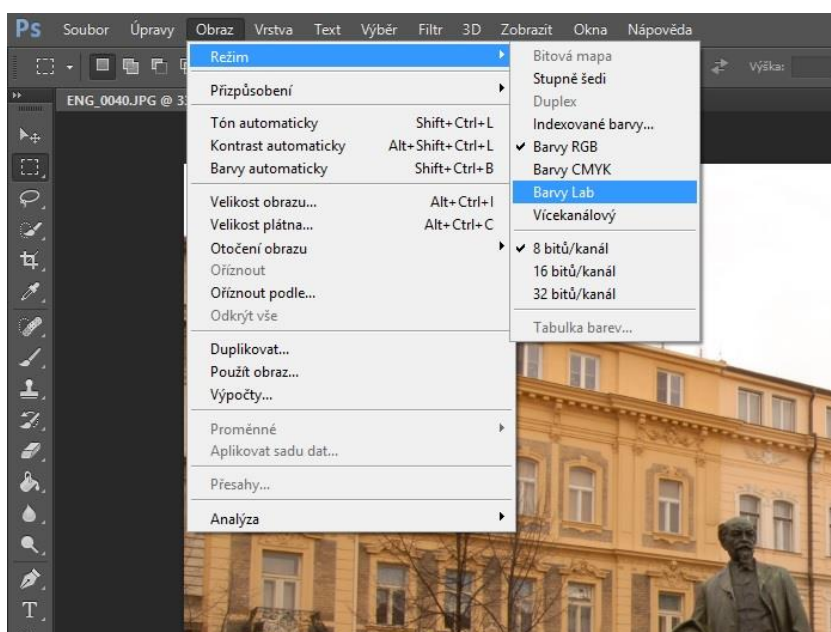 Ps Soubor Úpravy Obraz Vrstva Text Výběr Filtr 3D Zobrazit Okna Nápověda
Výška:
ENG_0040.JPG @ 33
Režim
Přizpůsobení
Tón automaticky Shift+Ctrl+L
Kontrast automaticky Alt+Shift+Ctrl+L
Barvy automaticky Shift+Ctrl+B
Velikost obrazu... Alt+Ctrl+I
Velikost plátna... Alt+Ctrl+C
Otočení obrazu
Oříznout
Oříznout podle...
Odkrýt vše
Duplikovat...
Použít obraz...
Výpočty...
Proměnné
Aplikovat sadu dat...
Přesahy...
Analýza
Bitová mapa
Stupně šedi
Duplex
Indexované barvy...
Barvy RGB
Barvy CMYK
Barvy Lab
Vícekanálový
8 bitů/kanál
16 bitů/kanál
32 bitů/kanál
Tabulka barev...
T